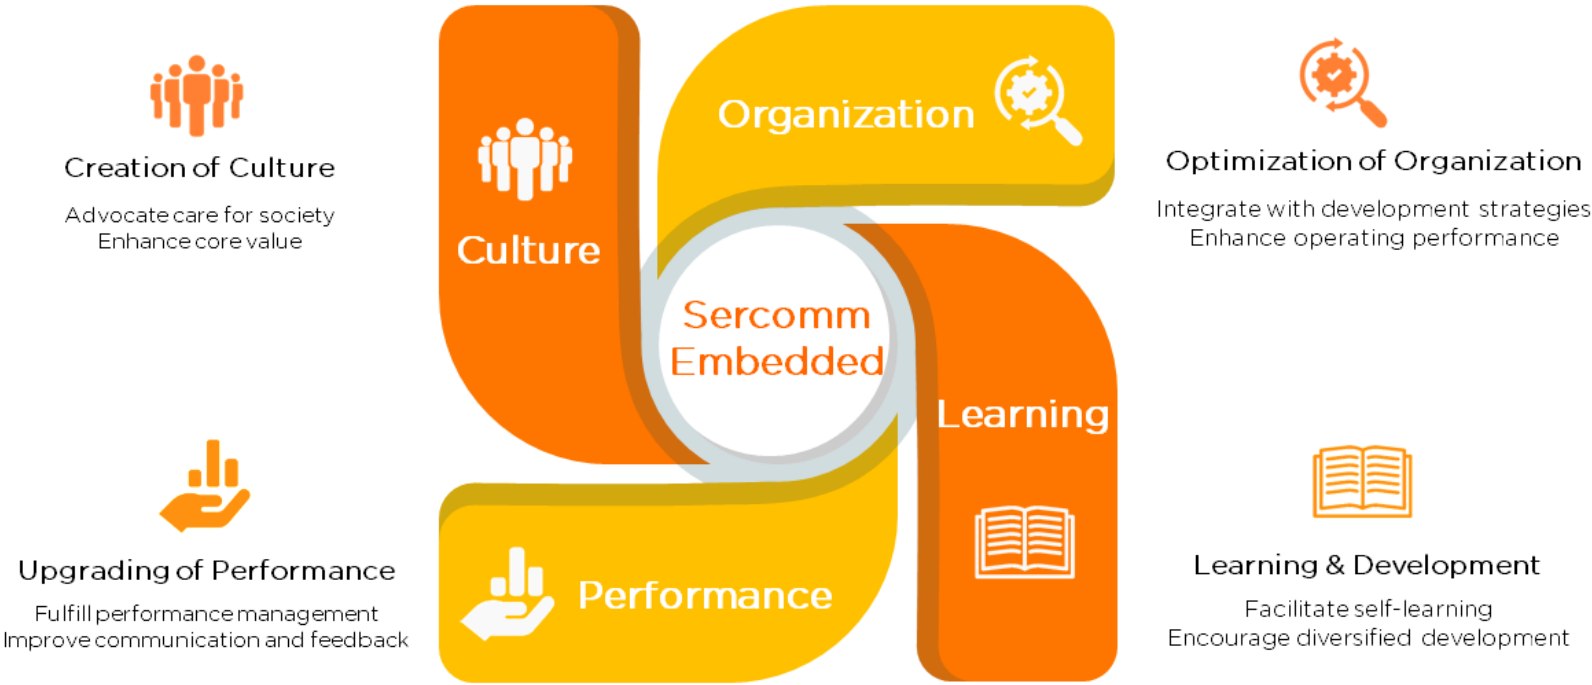 Creation of Culture
Advocate care for society
Enhance core value
Upgrading of Performance
Fulfill performance management
Improve communication and feedback
Culture
Organization
Sercomm
Embedded
Learning
Performance
Optimization of Organization
Integrate with development strategies
Enhance operating performance
Learning & Development
Facilitate self-learning
Encourage diversified development